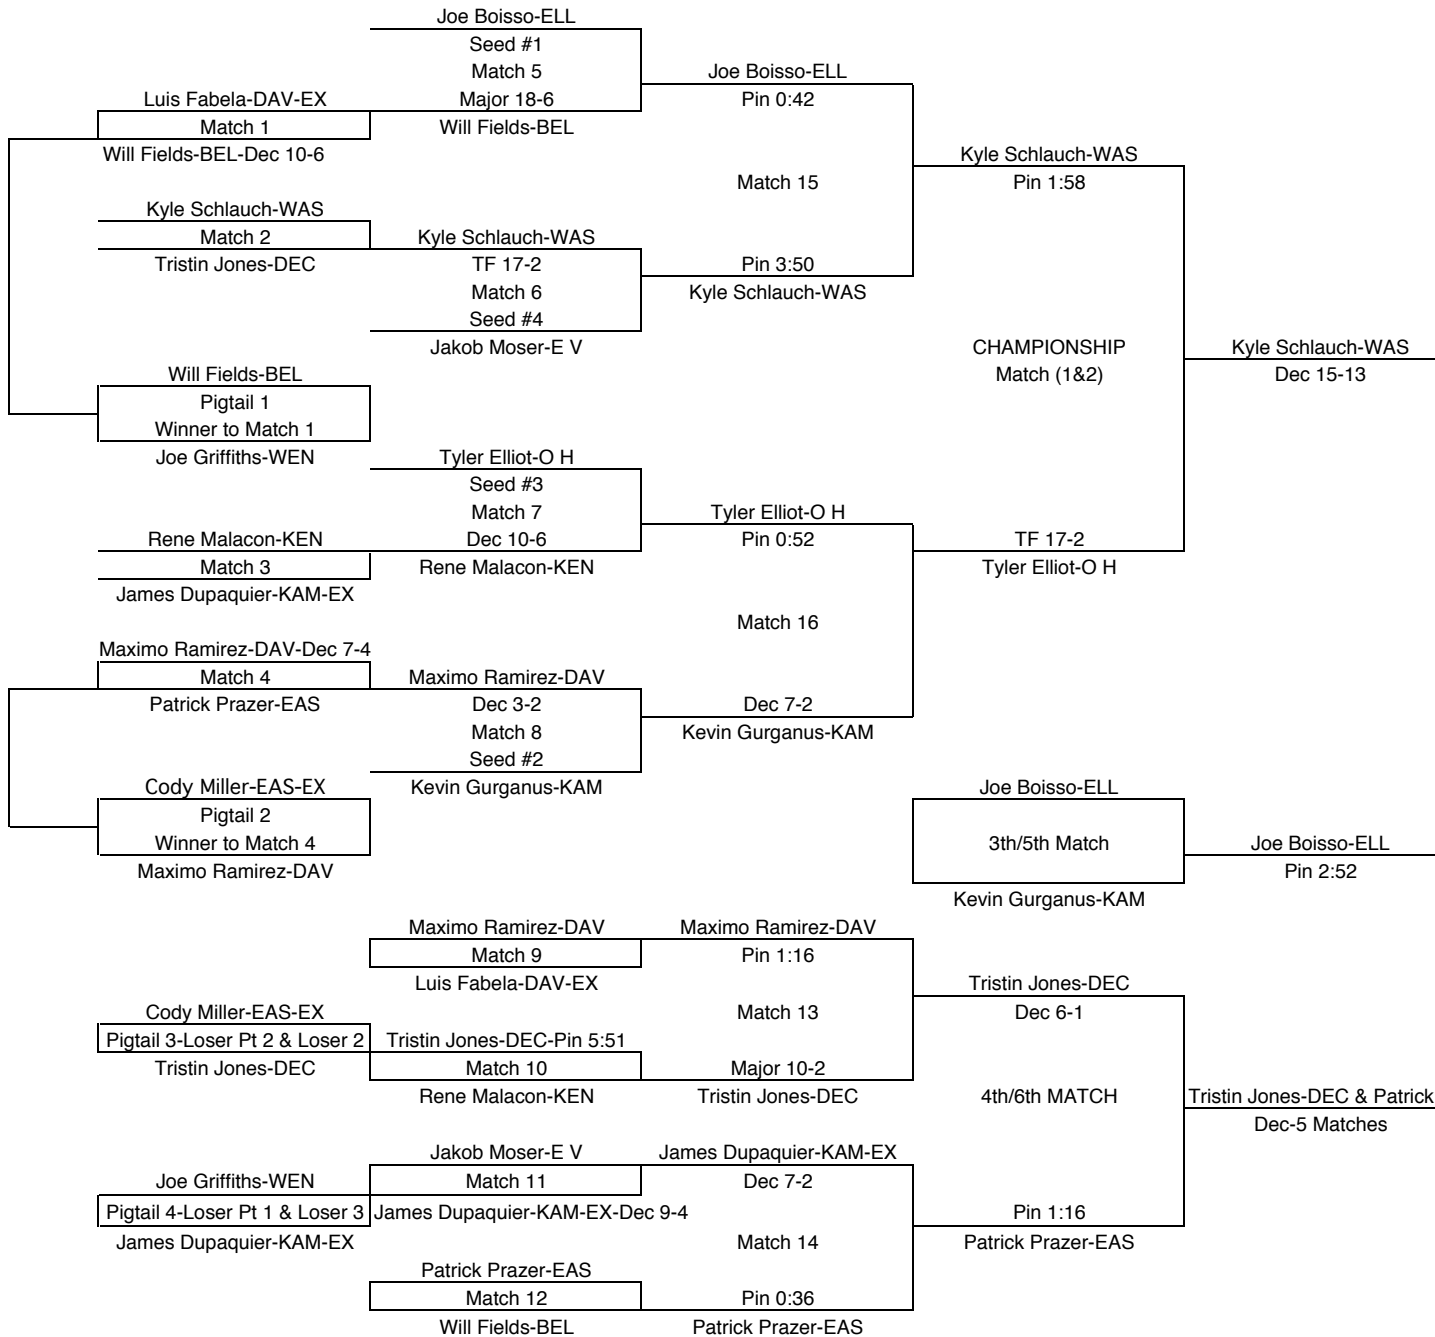 Joe Boisso-ELL
Seed #1
Match 5
Joe Boisso-ELL
Luis Fabela-DAV-EX
Major 18-6
Pin 0:42
Match 1
Will Fields-BEL
Will Fields-BEL-Dec 10-6
Kyle Schlauch-WAS
Match 15
Pin 1:58
Kyle Schlauch-WAS
Match 2
Kyle Schlauch-WAS
Tristin Jones-DEC
TF 17-2
Pin 3:50
Match 6
Kyle Schlauch-WAS
Seed #4
Jakob Moser-E V
CHAMPIONSHIP
Kyle Schlauch-WAS
Will Fields-BEL
Match (1&2)
Dec 15-13
Pigtail 1
Winner to Match 1
Joe Griffiths-WEN
Tyler Elliot-O H
Seed #3
Match 7
Tyler Elliot-O H
Rene Malacon-KEN
Dec 10-6
Pin 0:52
TF 17-2
Match 3
Rene Malacon-KEN
Tyler Elliot-O H
James Dupaquier-KAM-EX
Match 16
Maximo Ramirez-DAV-Dec 7-4
Match 4
Maximo Ramirez-DAV
Patrick Prazer-EAS
Dec 3-2
Dec 7-2
Match 8
Kevin Gurganus-KAM
Seed #2
Cody Miller-EAS-EX
Kevin Gurganus-KAM
Joe Boisso-ELL
Pigtail 2
Winner to Match 4
3th/5th Match
Joe Boisso-ELL
Maximo Ramirez-DAV
Pin 2:52
Kevin Gurganus-KAM
Maximo Ramirez-DAV
Maximo Ramirez-DAV
Match 9
Pin 1:16
Luis Fabela-DAV-EX
Tristin Jones-DEC
Cody Miller-EAS-EX
Match 13
Dec 6-1
Pigtail 3-Loser Pt 2 & Loser 2
Tristin Jones-DEC-Pin 5:51
Tristin Jones-DEC
Match 10
Major 10-2
Rene Malacon-KEN
Tristin Jones-DEC
4th/6th MATCH
Tristin Jones-DEC & Patrick
Dec-5 Matches
Jakob Moser-E V
James Dupaquier-KAM-EX
Joe Griffiths-WEN
Match 11
Dec 7-2
Pigtail 4-Loser Pt 1 & Loser 3
James Dupaquier-KAM-EX-Dec 9-4
Pin 1:16
James Dupaquier-KAM-EX
Match 14
Patrick Prazer-EAS
Patrick Prazer-EAS
Match 12
Pin 0:36
Will Fields-BEL
Patrick Prazer-EAS